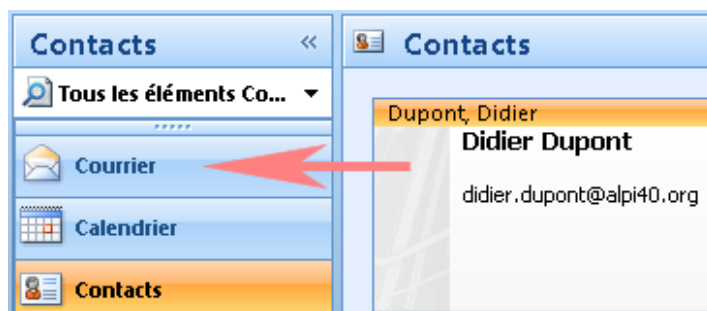 Contacts «
Tous les éléments Co...
Courrier
Calendrier
Contacts
Contacts
Dupont, Didier
Didier Dupont
didier.dupont@alpi40.org